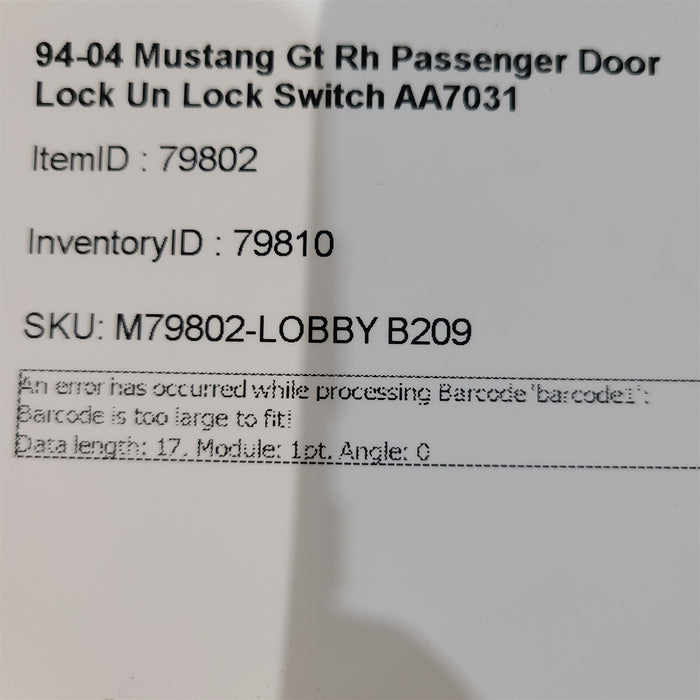 94-04 Mustang Gt Rh Passenger Door
Lock Un Lock Switch AA7031
ItemID : 79802
InventoryID : 79810
SKU: M79802-LOBBY B209
An error has occurred while processing Barcode 'barcode1':
Barcode is too large to fit!
Data length: 17, Module: 1pt. Angle: 0